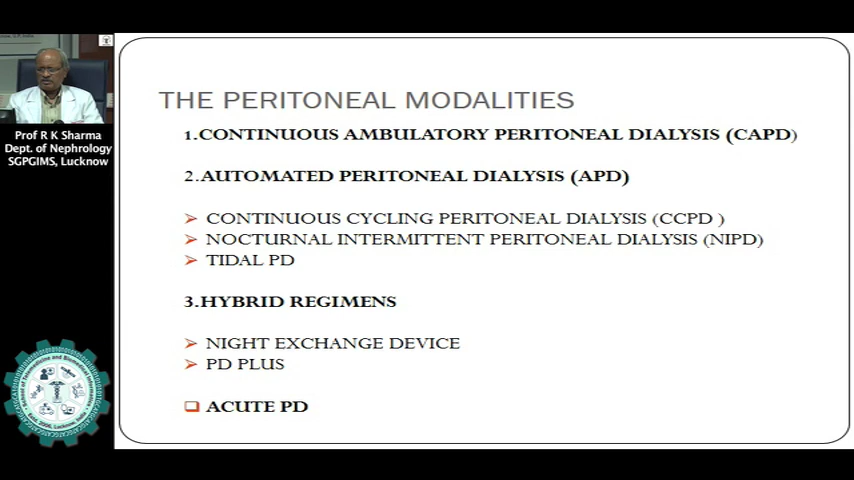 THE PERITONEAL MODALITIES
1.CONTINUOUS AMBULATORY PERITONEAL DIALYSIS (CAPD)
2.AUTOMATED PERITONEAL DIALYSIS (APD)
➢ CONTINUOUS CYCLING PERITONEAL DIALYSIS (CCPD )
➢ NOCTURNAL INTERMITTENT PERITONEAL DIALYSIS (NIPD)
➢ TIDAL PD
3.HYBRID REGIMENS
➢ NIGHT EXCHANGE DEVICE
➢ PD PLUS
❑ ACUTE PD
Prof R K Sharma
Dept. of Nephrology
SGPGIMS, Lucknow